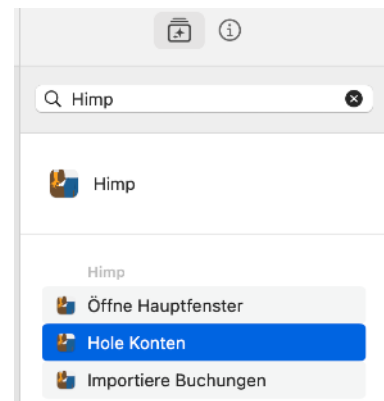 Himp
Himp
Himp
Öffne Hauptfenster
Hole Konten
Importiere Buchungen